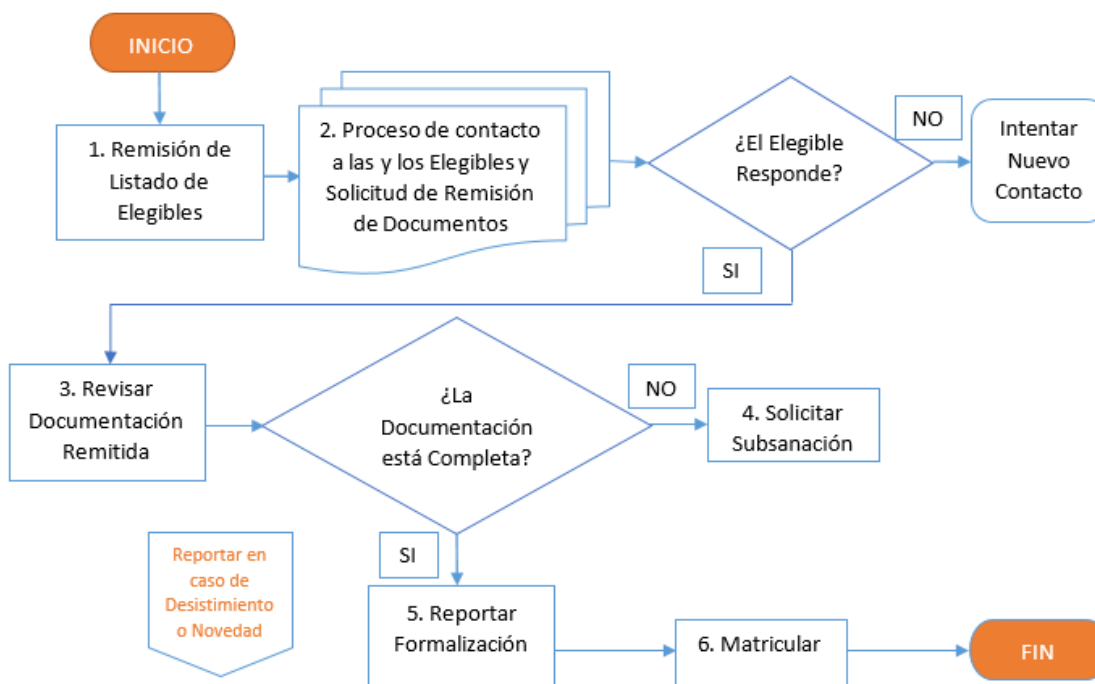 INICIO
1. Remisión de
Listado de
Elegibles
2. Proceso de contacto
a las y los Elegibles y
Solicitud de Remisión
de Documentos
¿El Elegible
Responde?
NO
Intentar
Nuevo
Contacto
SI
3. Revisar
Documentación
Remitida
¿La
Documentación
está Completa?
NO
4. Solicitar
Subsanación
SI
Reportar en
caso de
Desistimiento
o Novedad
5. Reportar
Formalización
6. Matricular
FIN